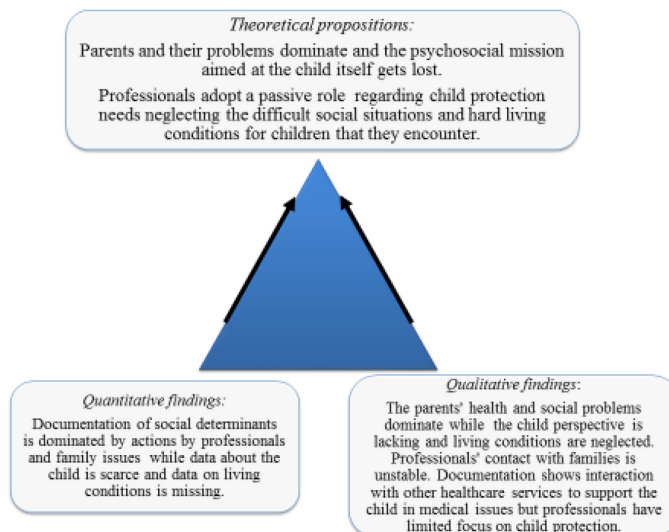 Theoretical propositions:
Parents and their problems dominate and the psychosocial mission
aimed at the child itself gets lost.
Professionals adopt a passive role regarding child protection
needs neglecting the difficult social situations and hard living
conditions for children that they encounter.
Quantitative findings:
Documentation of social determinants
is dominated by actions by professionals
and family issues while data about the
child is scarce and data on living
conditions is missing.
Qualitative findings:
The parents' health and social problems
dominate while the child perspective is
lacking and living conditions are neglected.
Professionals' contact with families is
unstable. Documentation shows interaction
with other healthcare services to support the
child in medical issues but professionals have
limited focus on child protection.